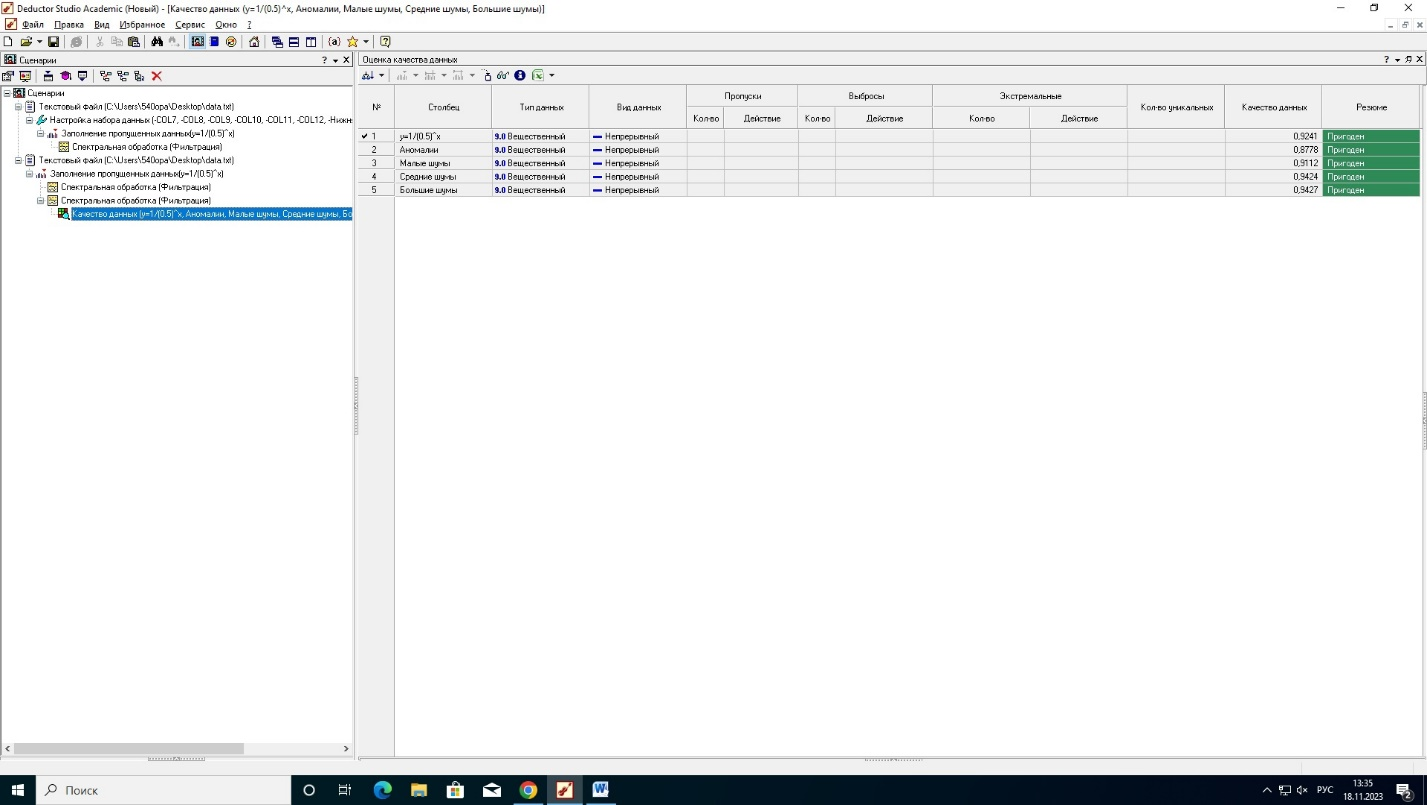 Deductor Studio Academic (Новый) - [Качество данных (y=1/(0.5)^x, Аномалии, Малые шумы, Средние шумы, Большие шумы)]
Файл Правка Вид Избранное Сервис Окно ?
Сценарии
Сценарии
Текстовый файл (C:\Users\540ора\Desktop\data.txt)
Настройка набора данных (-COL7, -COL8, -COL9, -COL10, -COL11, -COL12, -Нижн
Заполнение пропущенных данных(y=1/(0.5)^x)
Спектральная обработка (Фильтрация)
Текстовый файл (C:\Users\540ора\Desktop\data.txt)
Заполнение пропущенных данных(y=1/(0.5)^x)
Спектральная обработка (Фильтрация)
Спектральная обработка (Фильтрация)
Качество данных (y=1/(0.5)^x, Аномалии, Малые шумы, Средние шумы, Бо
Оценка качества данных
№ Столбец Тип данных Вид данных Пропуски Выбросы Экстремальные Кол-во уникальных Качество данных Резюме
Кол-во Действие Кол-во Действие Кол-во Действие
1 y=1/(0.5)^x 9.0 Вещественный Непрерывный 0,9241 Пригоден
2 Аномалии 9.0 Вещественный Непрерывный 0,8778 Пригоден
3 Малые шумы 9.0 Вещественный Непрерывный 0,9112 Пригоден
4 Средние шумы 9.0 Вещественный Непрерывный 0,9424 Пригоден
5 Большие шумы 9.0 Вещественный Непрерывный 0,9427 Пригоден
Поиск
РУС
13:35
18.11.2023
2